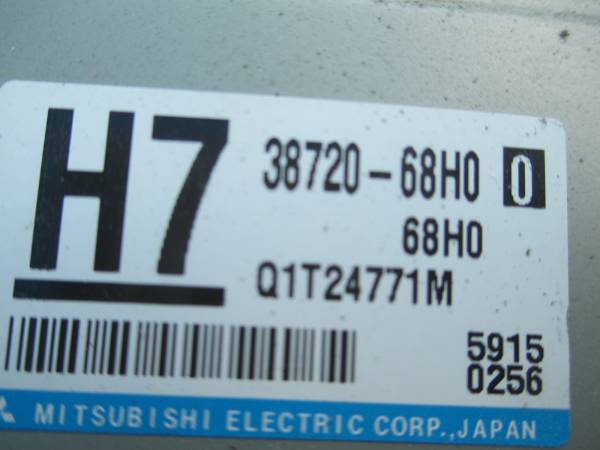 H7
38720-68H0 0
68H0
Q1T24771M
5915
0256
MITSUBISHI ELECTRIC CORP.,JAPAN